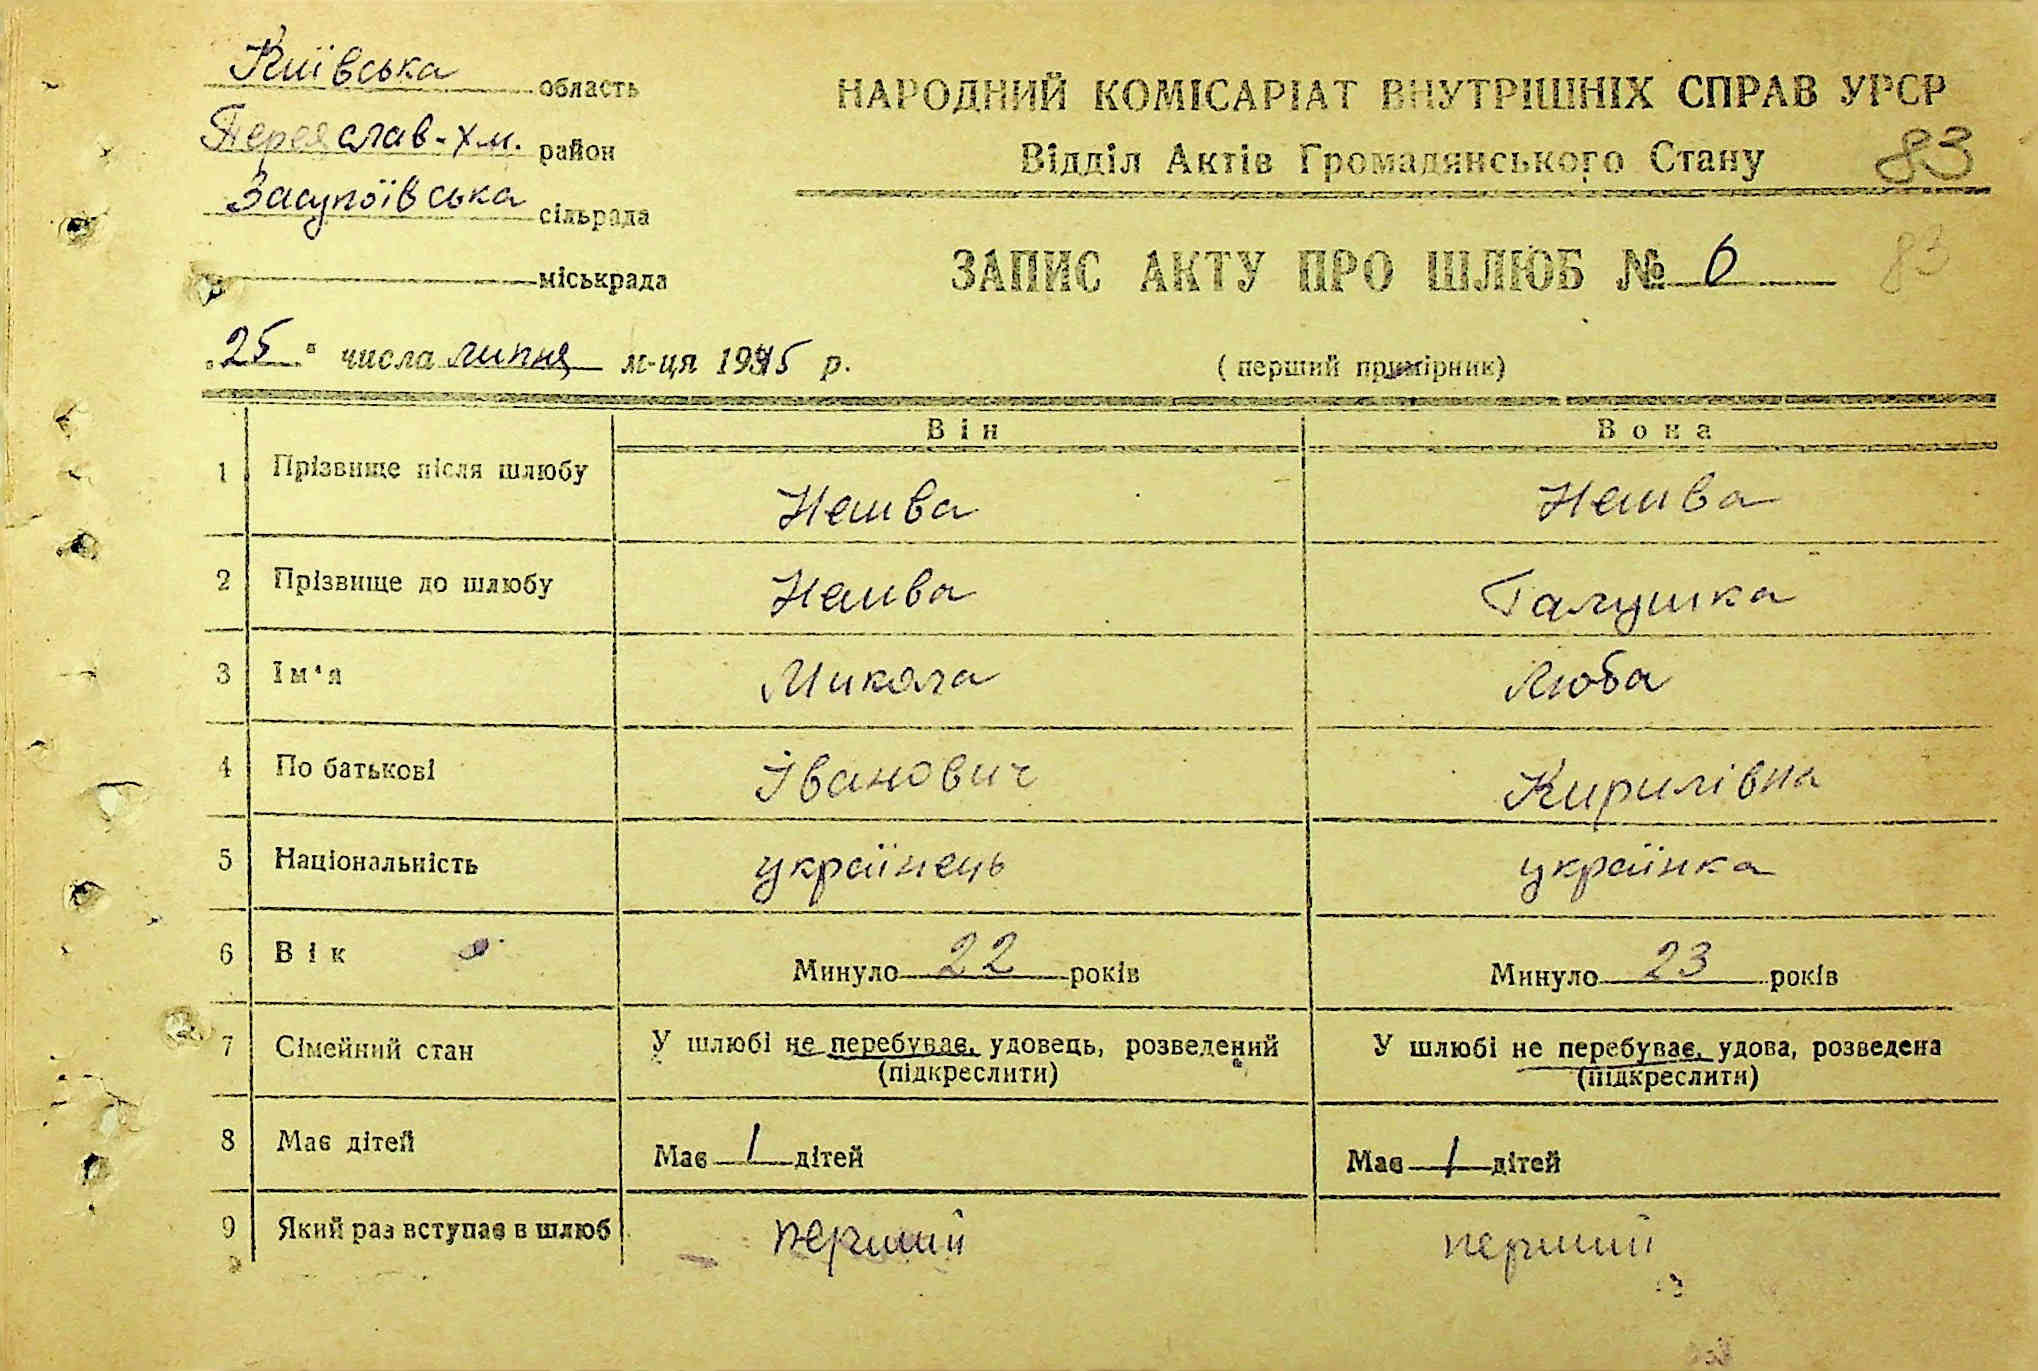 Київська область
Переяслав-Хм. район
Засупоївська сільрада
міськрада
НАРОДНИЙ КОМІСАРІАТ ВНУТРІШНІХ СПРАВ УРСР
Відділ Актів Громадянського Стану
83
ЗАПИС АКТУ ПРО ШЛЮБ № 6
83
"25" числа липня м-ця 1945 р.
(перший примірник)
Він Вона
1 Прізвище після шлюбу Нешва Нешва
2 Прізвище до шлюбу Нешва Галушка
3 Ім'я Микола Люба
4 По батькові Іванович Кирилівна
5 Національність українець українка
6 Вік Минуло 22 років Минуло 23 років
7 Сімейний стан У шлюбі не перебуває, удовець, розведений У шлюбі не перебуває, удова, розведена
(підкреслити) (підкреслити)
8 Має дітей Має 1 дітей Має 1 дітей
9 Який раз вступає в шлюб перший перший